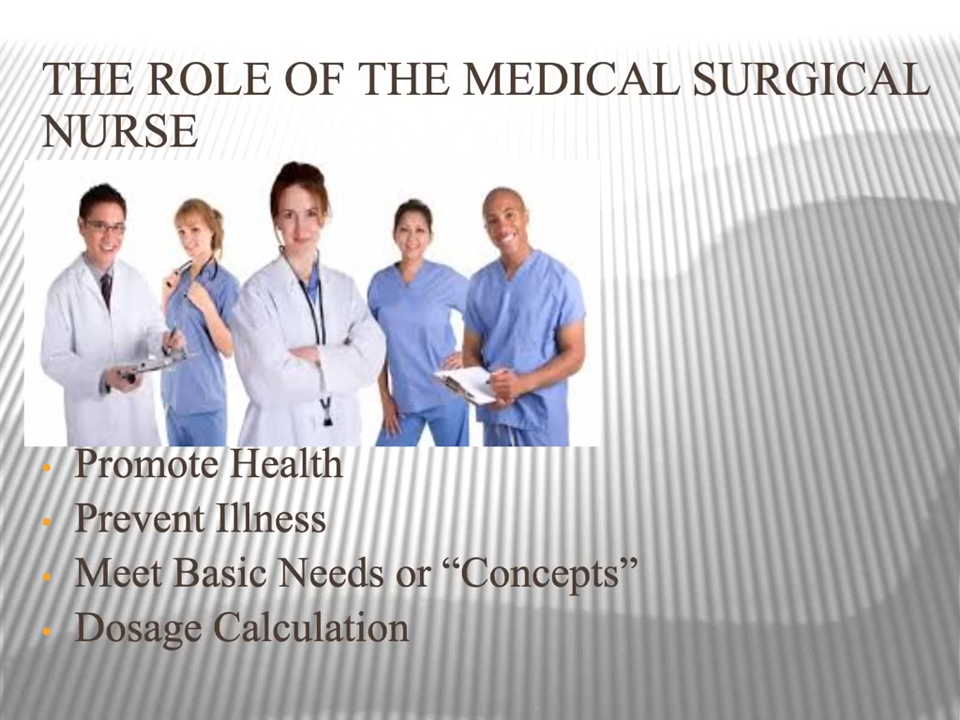 THE ROLE OF THE MEDICAL SURGICAL
NURSE
• Promote Health
• Prevent Illness
• Meet Basic Needs or “Concepts”
• Dosage Calculation